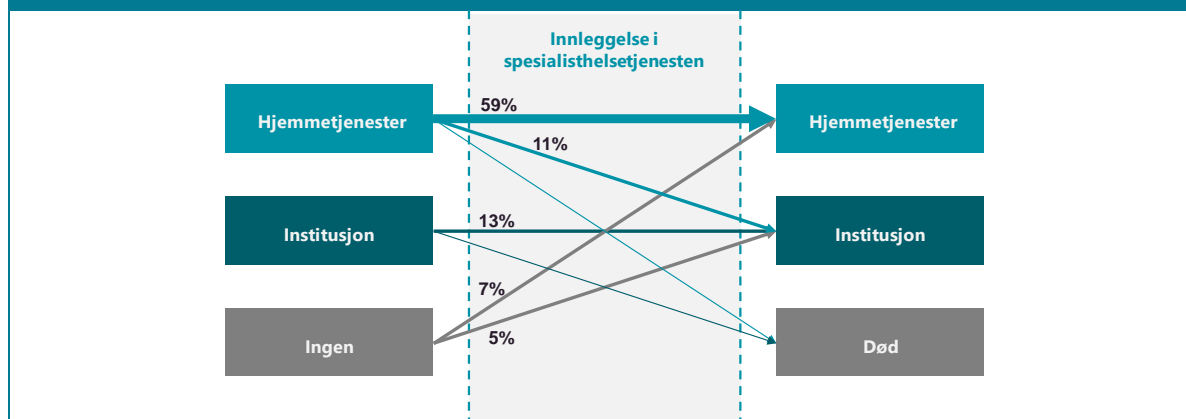 Innleggelse i
spesialisthelsetjenesten
Hjemmetjenester
59%
Hjemmetjenester
11%
Institusjon
13%
Institusjon
7%
Ingen
5%
Død